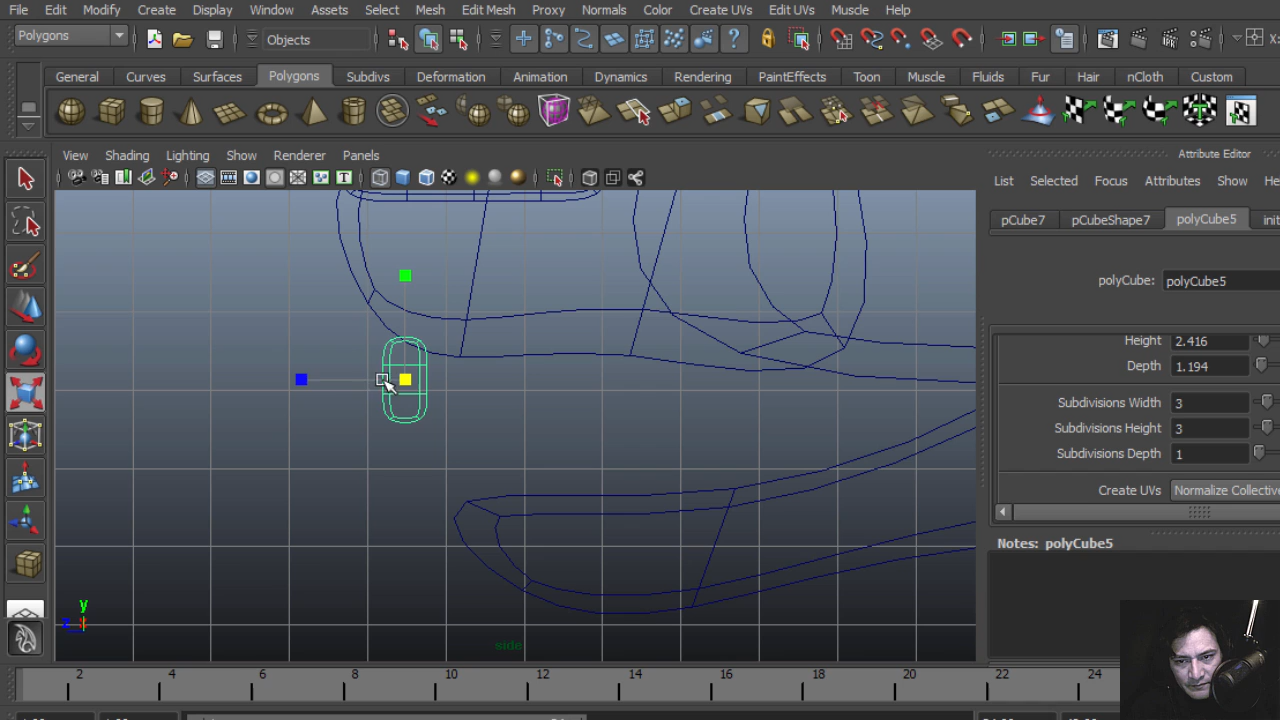 File Edit Modify Create Display Window Assets Select Mesh Edit Mesh Proxy Normals Color Create UVs Edit UVs Muscle Help
Polygons Objects X:
General Curves Surfaces Polygons Subdivs Deformation Animation Dynamics Rendering PaintEffects Toon Muscle Fluids Fur Hair nCloth Custom
View Shading Lighting Show Renderer Panels
Attribute Editor
List Selected Focus Attributes Show He
pCube7 pCubeShape7 polyCube5 init
polyCube: polyCube5
Height 2.416
Depth 1.194
Subdivisions Width 3
Subdivisions Height 3
Subdivisions Depth 1
Create UVs Normalize Collective
Notes: polyCube5
y
z x
side
2 4 6 8 10 12 14 16 18 20 22 24